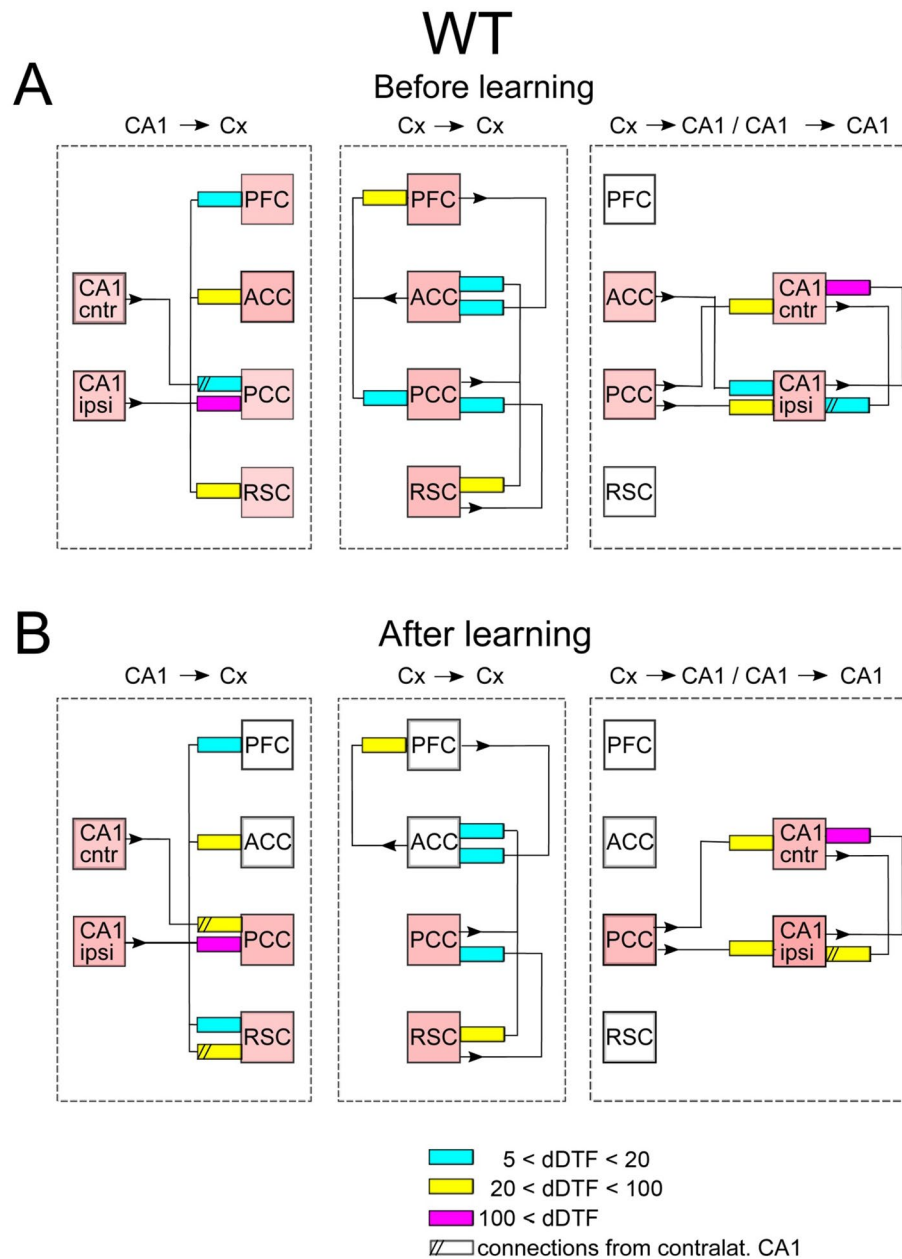 WT
A
Before learning
CA1 → Cx
Cx → Cx
Cx → CA1 / CA1 → CA1
PFC
ACC
PCC
RSC
CA1
cntr
CA1
ipsi
PFC
ACC
PCC
RSC
PFC
ACC
PCC
RSC
CA1
cntr
CA1
ipsi
B
After learning
CA1 → Cx
Cx → Cx
Cx → CA1 / CA1 → CA1
PFC
ACC
PCC
RSC
CA1
cntr
CA1
ipsi
PFC
ACC
PCC
RSC
PFC
ACC
PCC
RSC
CA1
cntr
CA1
ipsi
5 < dDTF < 20
20 < dDTF < 100
100 < dDTF
connections from contralat. CA1